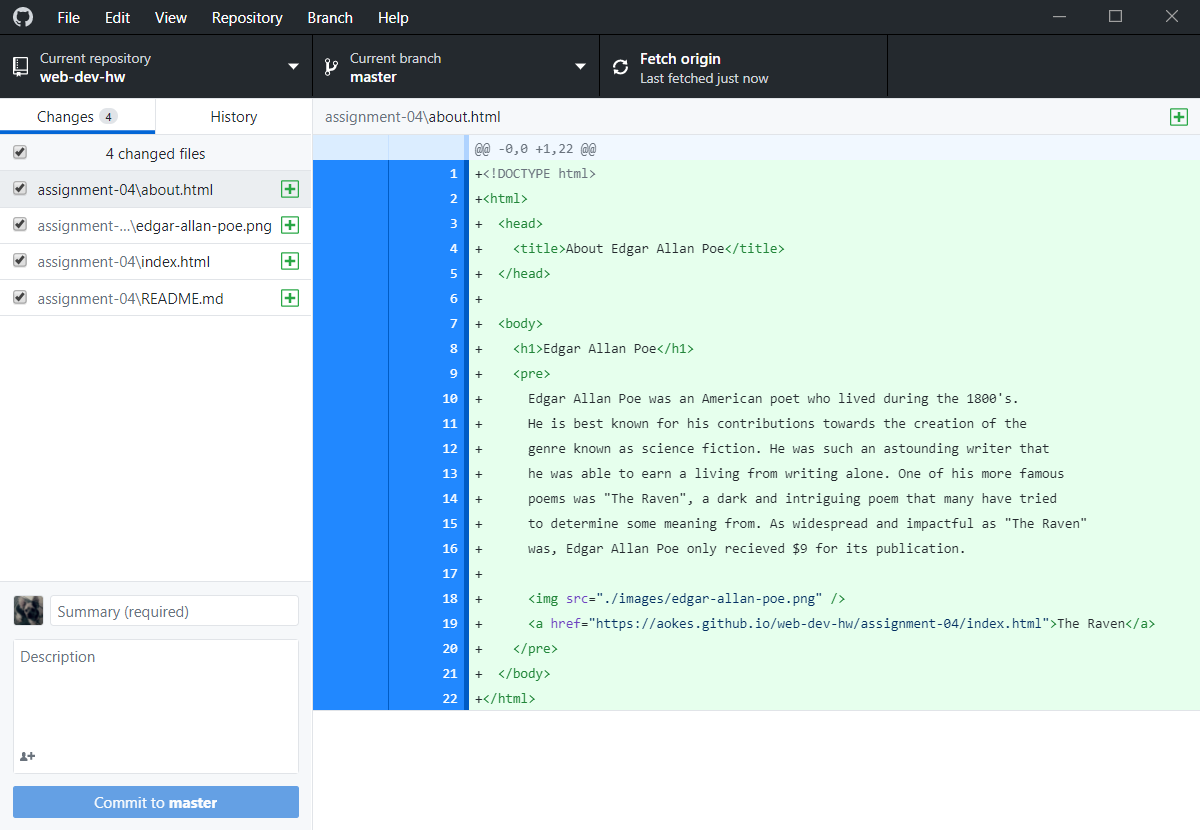 File Edit View Repository Branch Help
Current repository
web-dev-hw
Current branch
master
Fetch origin
Last fetched just now
Changes 4
History
4 changed files
assignment-04\about.html
assignment-...\edgar-allan-poe.png
assignment-04\index.html
assignment-04\README.md
Summary (required)
Description
Commit to master
assignment-04\about.html
@@ -0,0 +1,22 @@
1 +<!DOCTYPE html>
2 +<html>
3 +  <head>
4 +    <title>About Edgar Allan Poe</title>
5 +  </head>
6 +
7 +  <body>
8 +    <h1>Edgar Allan Poe</h1>
9 +    <pre>
10 +      Edgar Allan Poe was an American poet who lived during the 1800's.
11 +      He is best known for his contributions towards the creation of the
12 +      genre known as science fiction. He was such an astounding writer that
13 +      he was able to earn a living from writing alone. One of his more famous
14 +      poems was "The Raven", a dark and intriguing poem that many have tried
15 +      to determine some meaning from. As widespread and impactful as "The Raven"
16 +      was, Edgar Allan Poe only recieved $9 for its publication.
17 +
18 +      <img src="./images/edgar-allan-poe.png" />
19 +      <a href="https://aokes.github.io/web-dev-hw/assignment-04/index.html">The Raven</a>
20 +    </pre>
21 +  </body>
22 +</html>